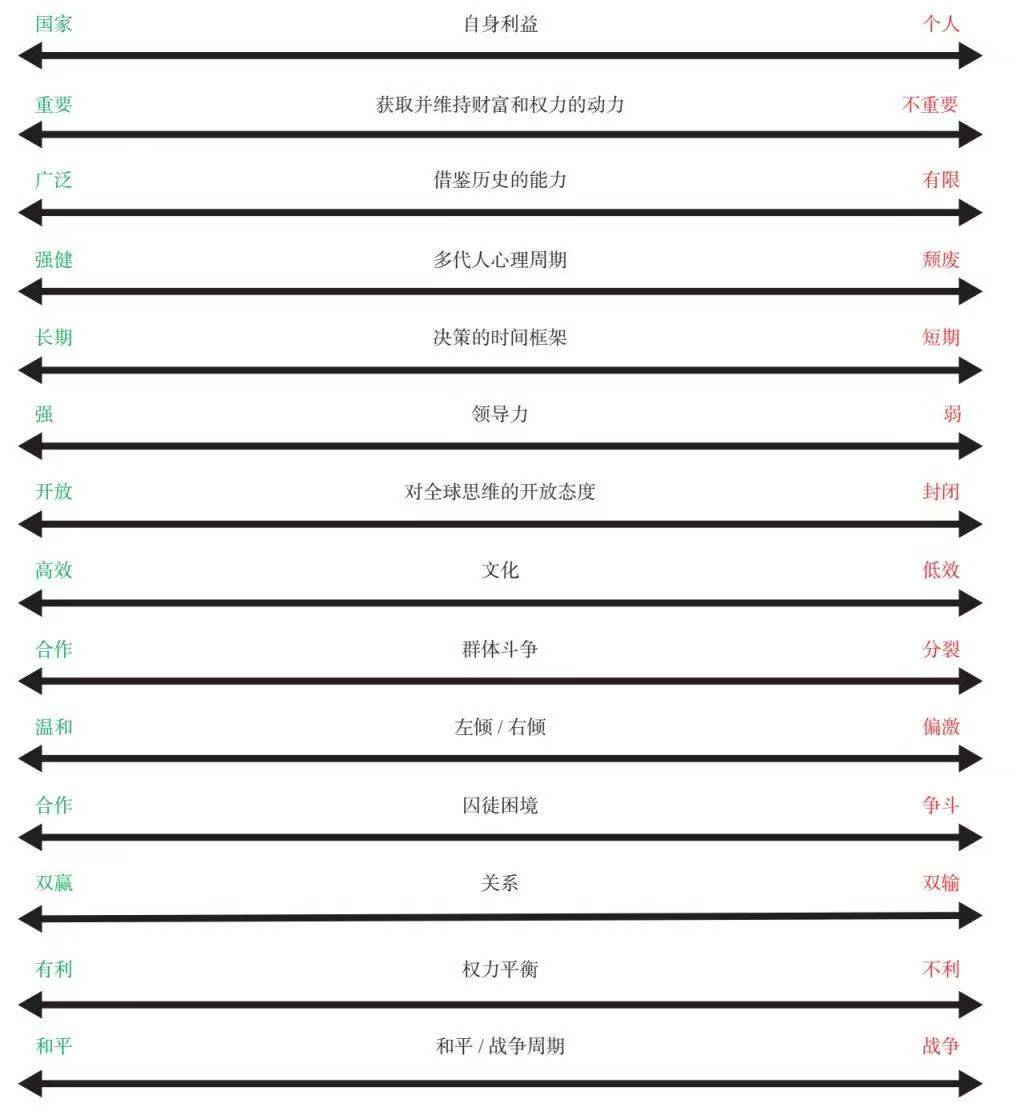 国家 自身利益 个人
重要 获取并维持财富和权力的动力 不重要
广泛 借鉴历史的能力 有限
强健 多代人心理周期 颓废
长期 决策的时间框架 短期
强 领导力 弱
开放 对全球思维的开放态度 封闭
高效 文化 低效
合作 群体斗争 分裂
温和 左倾 / 右倾 偏激
合作 囚徒困境 争斗
双赢 关系 双输
有利 权力平衡 不利
和平 和平 / 战争周期 战争